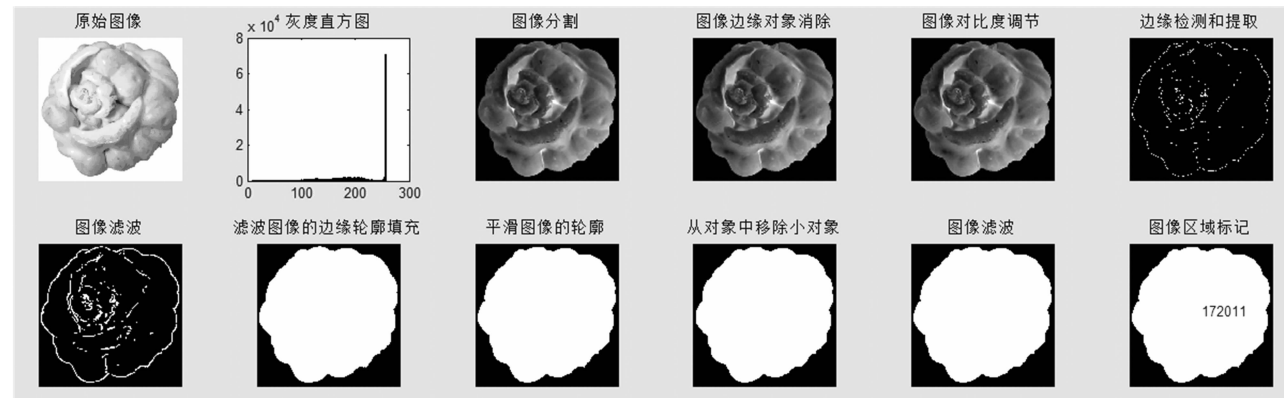 原始图像
× 10⁴ 灰度直方图
图像分割
图像边缘对象消除
图像对比度调节
边缘检测和提取
8
6
4
2
0
0 100 200 300
图像滤波
滤波图像的边缘轮廓填充
平滑图像的轮廓
从对象中移除小对象
图像滤波
图像区域标记
172011